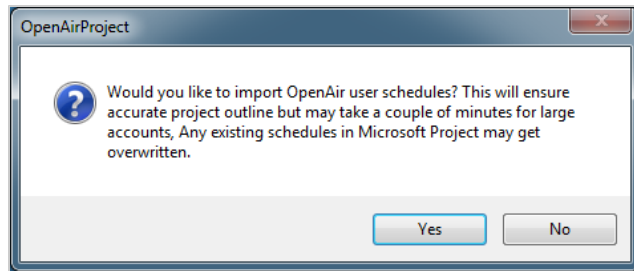 OpenAirProject
Would you like to import OpenAir user schedules? This will ensure
accurate project outline but may take a couple of minutes for large
accounts, Any existing schedules in Microsoft Project may get
overwritten.
Yes
No